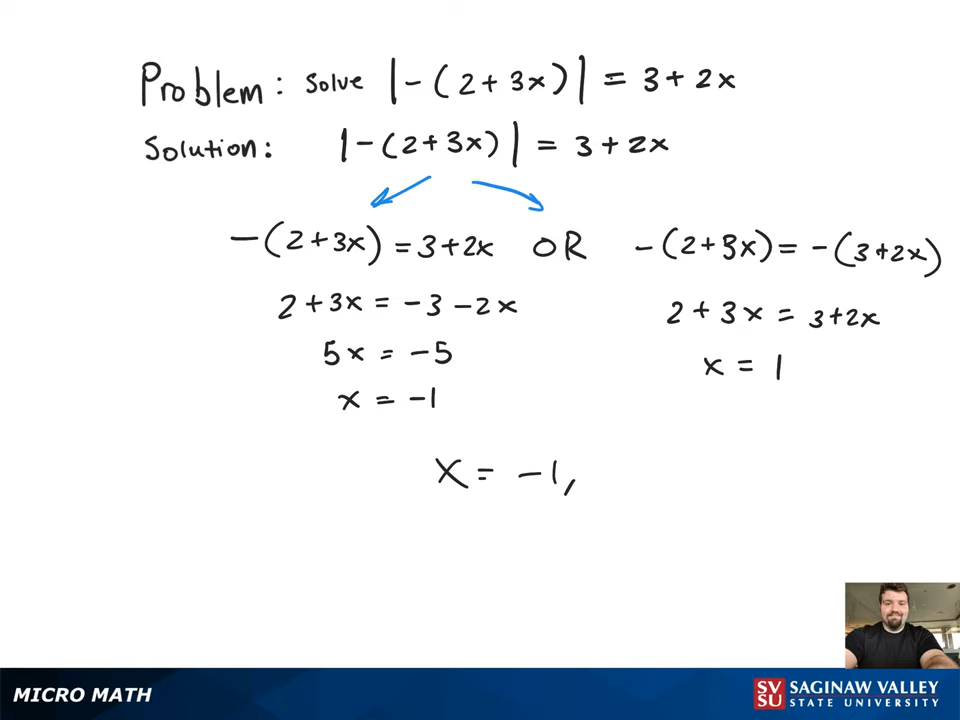 Problem: Solve |-(2+3x)| = 3+2x
Solution: |-(2+3x)| = 3+2x
-(2+3x) = 3+2x OR -(2+3x) = -(3+2x)
2+3x = -3-2x 2+3x = 3+2x
5x = -5 x = 1
x = -1
X = -1,
MICRO MATH SVSU SAGINAW VALLEY
STATE UNIVERSITY